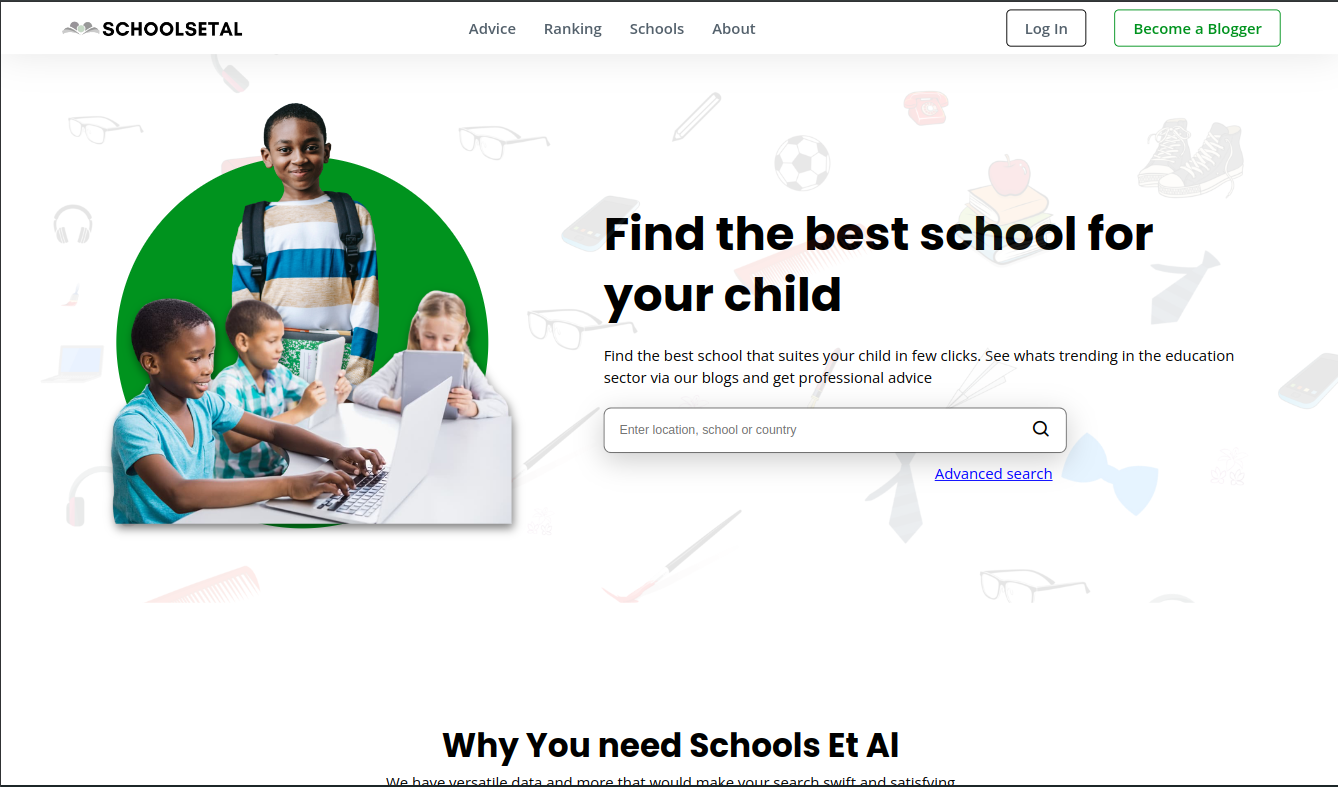 SCHOOLSETAL
Advice
Ranking
Schools
About
Log In
Become a Blogger
Find the best school for
your child
Find the best school that suites your child in few clicks. See whats trending in the education
sector via our blogs and get professional advice
Enter location, school or country
Advanced search
Why You need Schools Et Al
We have versatile data and more that would make your search swift and satisfying